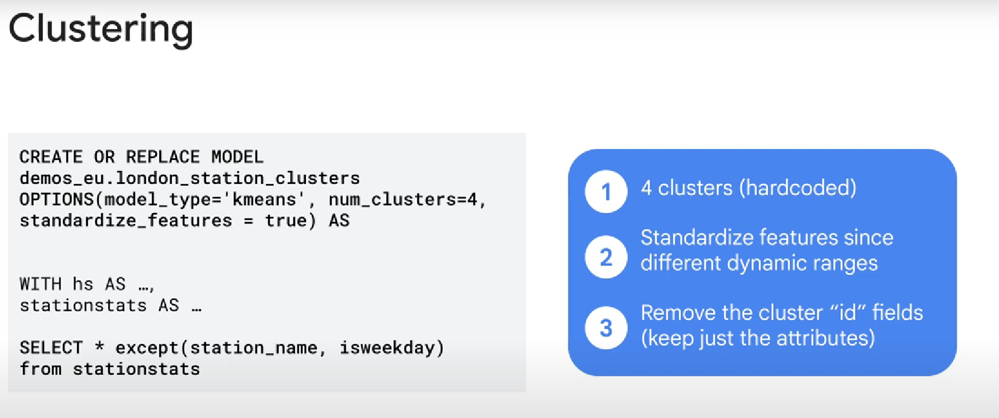 Clustering
CREATE OR REPLACE MODEL
demos_eu.london_station_clusters
OPTIONS(model_type='kmeans', num_clusters=4,
standardize_features = true) AS
WITH hs AS …,
stationstats AS …
SELECT * except(station_name, isweekday)
from stationstats
1
4 clusters (hardcoded)
2
Standardize features since
different dynamic ranges
3
Remove the cluster “id” fields
(keep just the attributes)